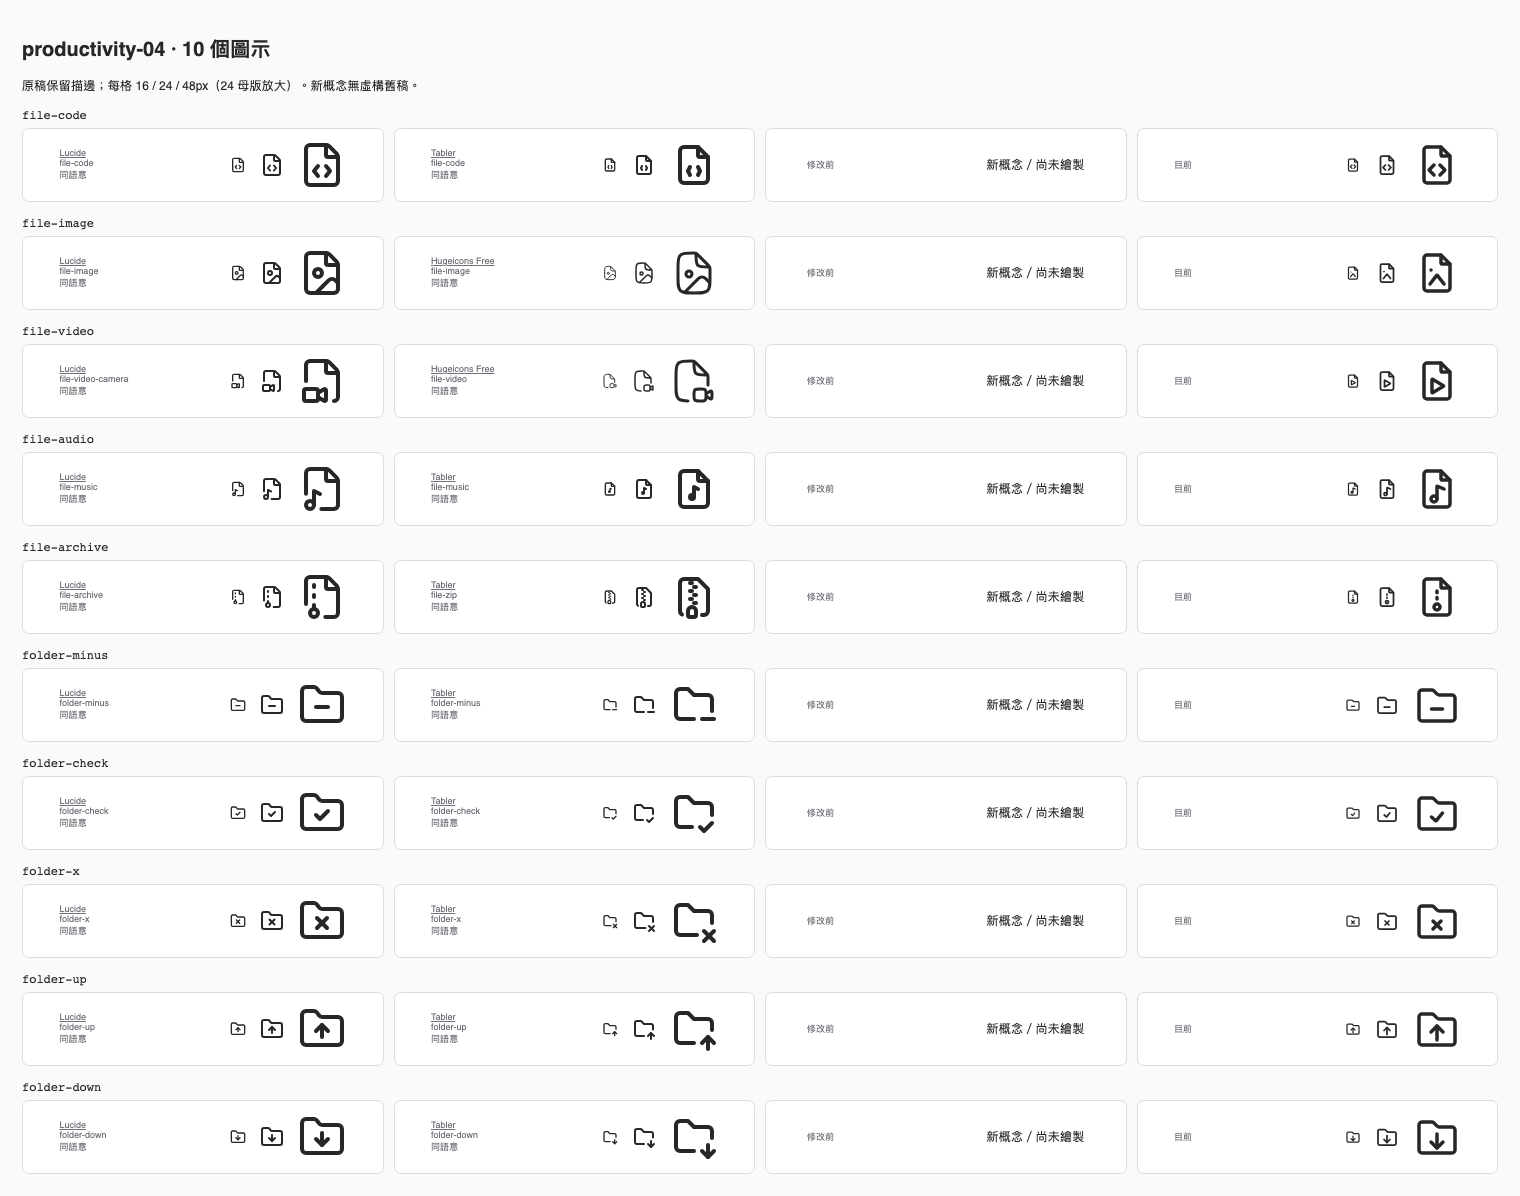 productivity-04 · 10 個圖示
原稿保留描邊；每格 16 / 24 / 48px（24 母版放大）。新概念無虛構舊稿。
file-code
Lucide
file-code
同語意
Tabler
file-code
同語意
修改前
新概念 / 尚未繪製
目前
file-image
Lucide
file-image
同語意
Hugeicons Free
file-image
同語意
修改前
新概念 / 尚未繪製
目前
file-video
Lucide
file-video-camera
同語意
Hugeicons Free
file-video
同語意
修改前
新概念 / 尚未繪製
目前
file-audio
Lucide
file-music
同語意
Tabler
file-music
同語意
修改前
新概念 / 尚未繪製
目前
file-archive
Lucide
file-archive
同語意
Tabler
file-zip
同語意
修改前
新概念 / 尚未繪製
目前
folder-minus
Lucide
folder-minus
同語意
Tabler
folder-minus
同語意
修改前
新概念 / 尚未繪製
目前
folder-check
Lucide
folder-check
同語意
Tabler
folder-check
同語意
修改前
新概念 / 尚未繪製
目前
folder-x
Lucide
folder-x
同語意
Tabler
folder-x
同語意
修改前
新概念 / 尚未繪製
目前
folder-up
Lucide
folder-up
同語意
Tabler
folder-up
同語意
修改前
新概念 / 尚未繪製
目前
folder-down
Lucide
folder-down
同語意
Tabler
folder-down
同語意
修改前
新概念 / 尚未繪製
目前